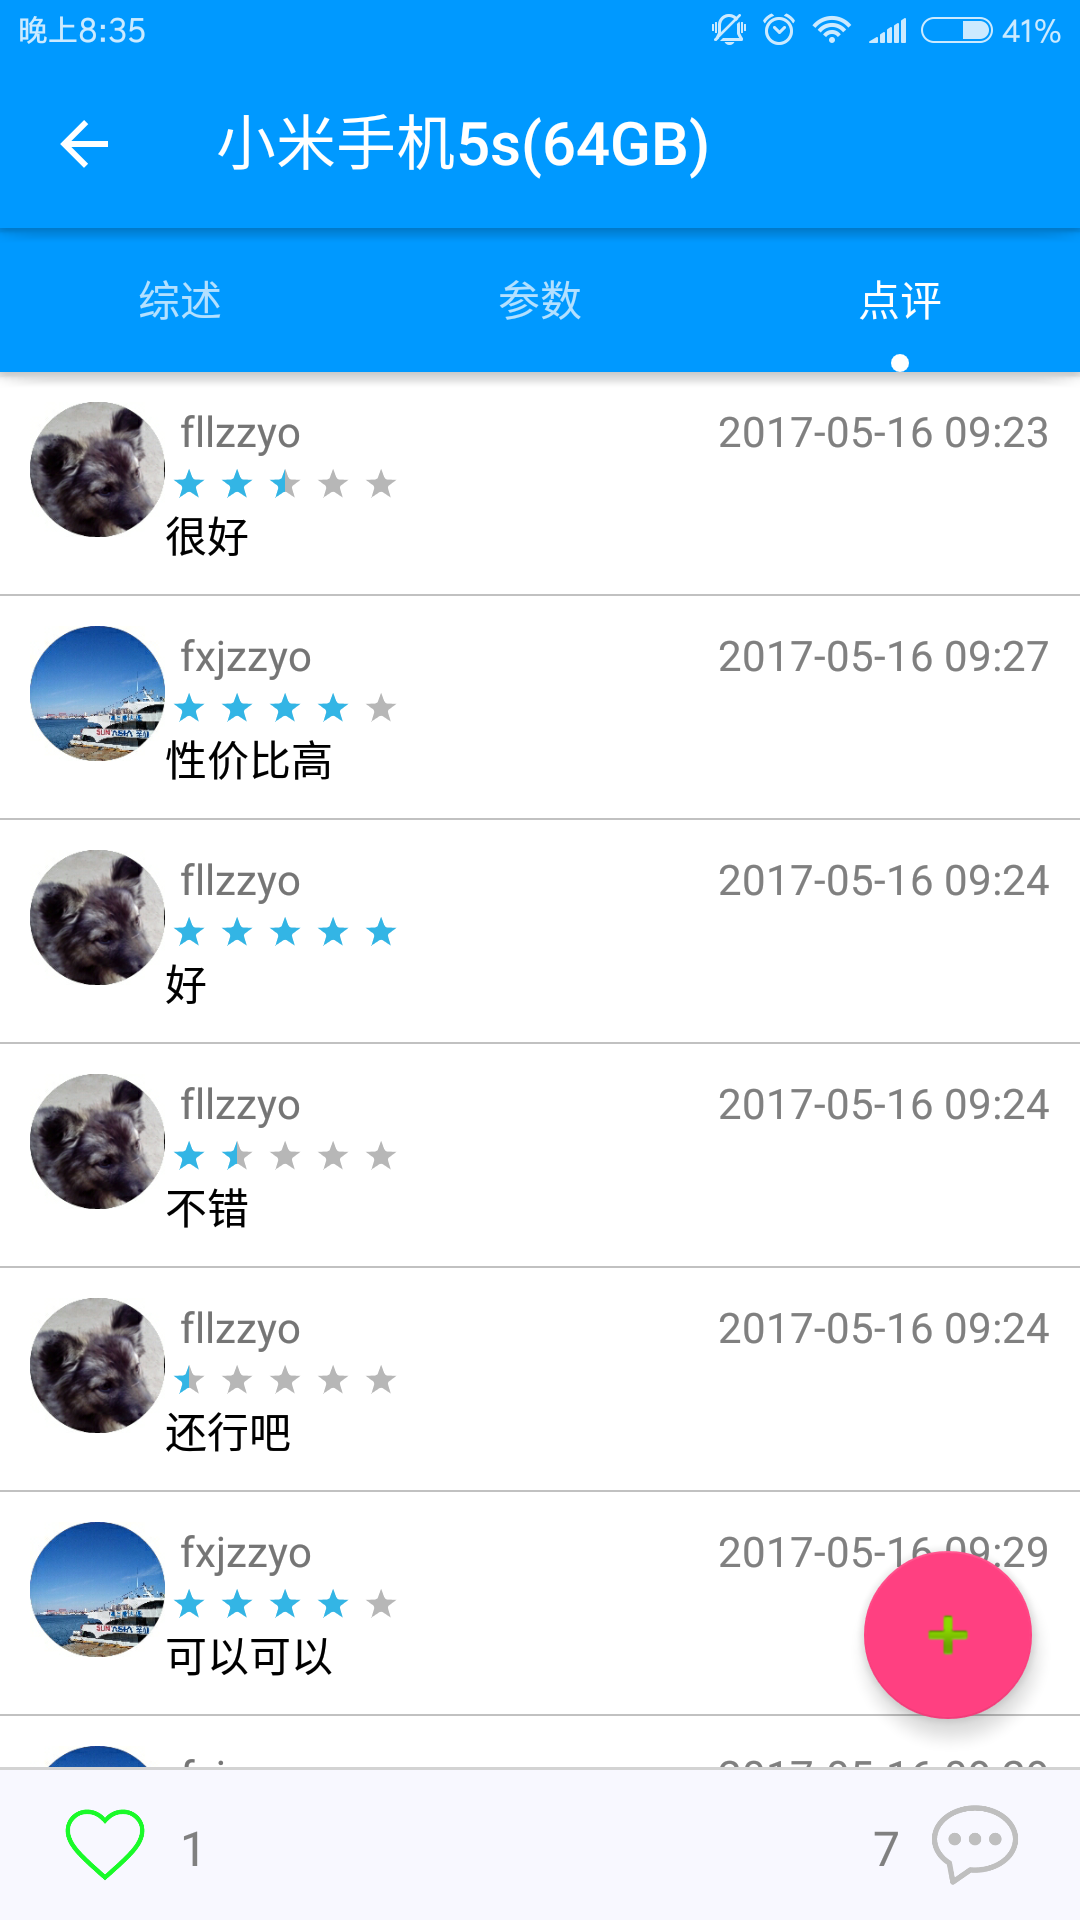 晚上8:35 41%
小米手机5s(64GB)
综述 参数 点评
fllzzyo 2017-05-16 09:23
很好
fxjzzyo 2017-05-16 09:27
性价比高
fllzzyo 2017-05-16 09:24
好
fllzzyo 2017-05-16 09:24
不错
fllzzyo 2017-05-16 09:24
还行吧
fxjzzyo 2017-05-16 09:29
可以可以
1 7